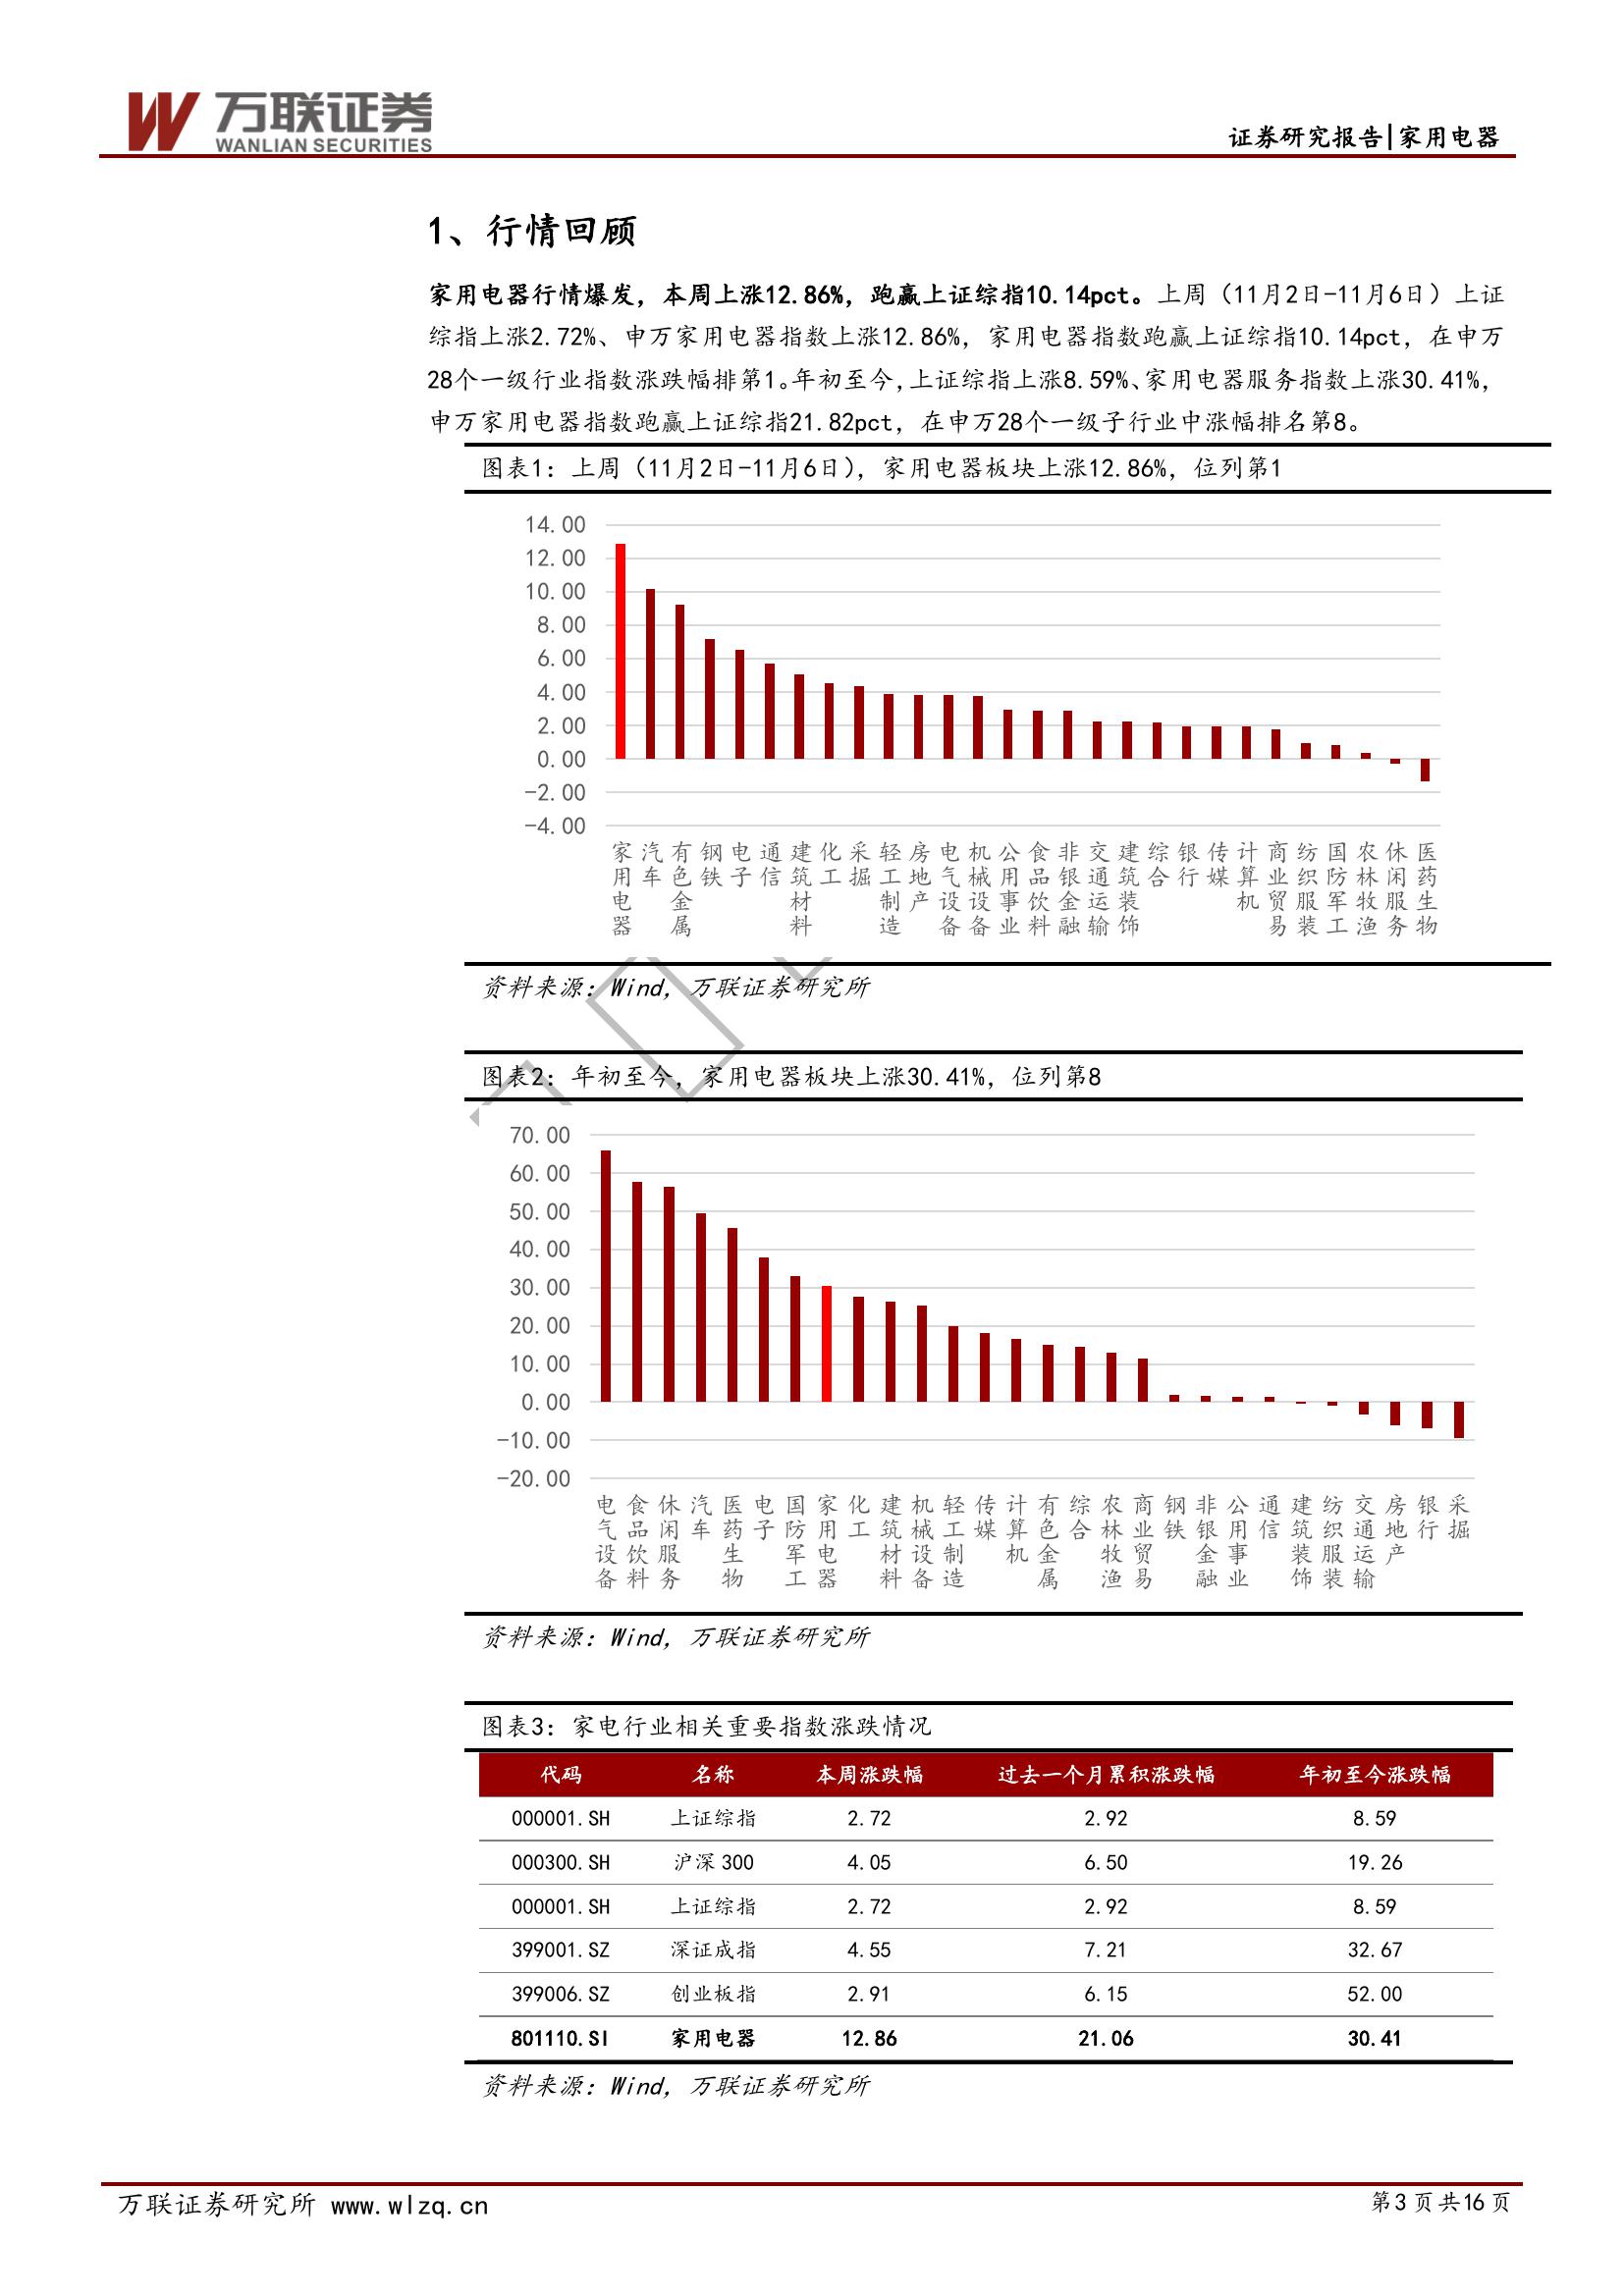 万联证券
WANLIAN SECURITIES
证券研究报告|家用电器
1、行情回顾
家用电器行情爆发，本周上涨12.86%，跑赢上证综指10.14pct。上周（11月2日-11月6日）上证
综指上涨2.72%、申万家用电器指数上涨12.86%，家用电器指数跑赢上证综指10.14pct，在申万
28个一级行业指数涨跌幅排第1。年初至今，上证综指上涨8.59%、家用电器服务指数上涨30.41%，
申万家用电器指数跑赢上证综指21.82pct，在申万28个一级子行业中涨幅排名第8。
图表1：上周（11月2日-11月6日），家用电器板块上涨12.86%，位列第1
14.00
12.00
10.00
8.00
6.00
4.00
2.00
0.00
-2.00
-4.00
家用电器 汽车 有色金属 钢铁 电子 通信 建筑材料 化工 采掘 轻工制造 房地产 电气设备 机械设备 公用事业 食品饮料 非银金融 交通运输 建筑装饰 综合 银行 传媒 计算机 商业贸易 纺织服装 国防军工 农林牧渔 休闲服务 医药生物
资料来源：Wind，万联证券研究所
图表2：年初至今，家用电器板块上涨30.41%，位列第8
70.00
60.00
50.00
40.00
30.00
20.00
10.00
0.00
-10.00
-20.00
电气设备 食品饮料 休闲服务 汽车 医药生物 电子 国防军工 家用电器 化工 建筑材料 机械设备 轻工制造 传媒 计算机 有色金属 综合 农林牧渔 商业贸易 钢铁 非银金融 公用事业 通信 建筑装饰 纺织服装 交通运输 房地产 银行 采掘
资料来源：Wind，万联证券研究所
图表3：家电行业相关重要指数涨跌情况
代码 名称 本周涨跌幅 过去一个月累积涨跌幅 年初至今涨跌幅
000001.SH 上证综指 2.72 2.92 8.59
000300.SH 沪深300 4.05 6.50 19.26
000001.SH 上证综指 2.72 2.92 8.59
399001.SZ 深证成指 4.55 7.21 32.67
399006.SZ 创业板指 2.91 6.15 52.00
801110.SI 家用电器 12.86 21.06 30.41
资料来源：Wind，万联证券研究所
万联证券研究所 www.wlzq.cn
第3页共16页